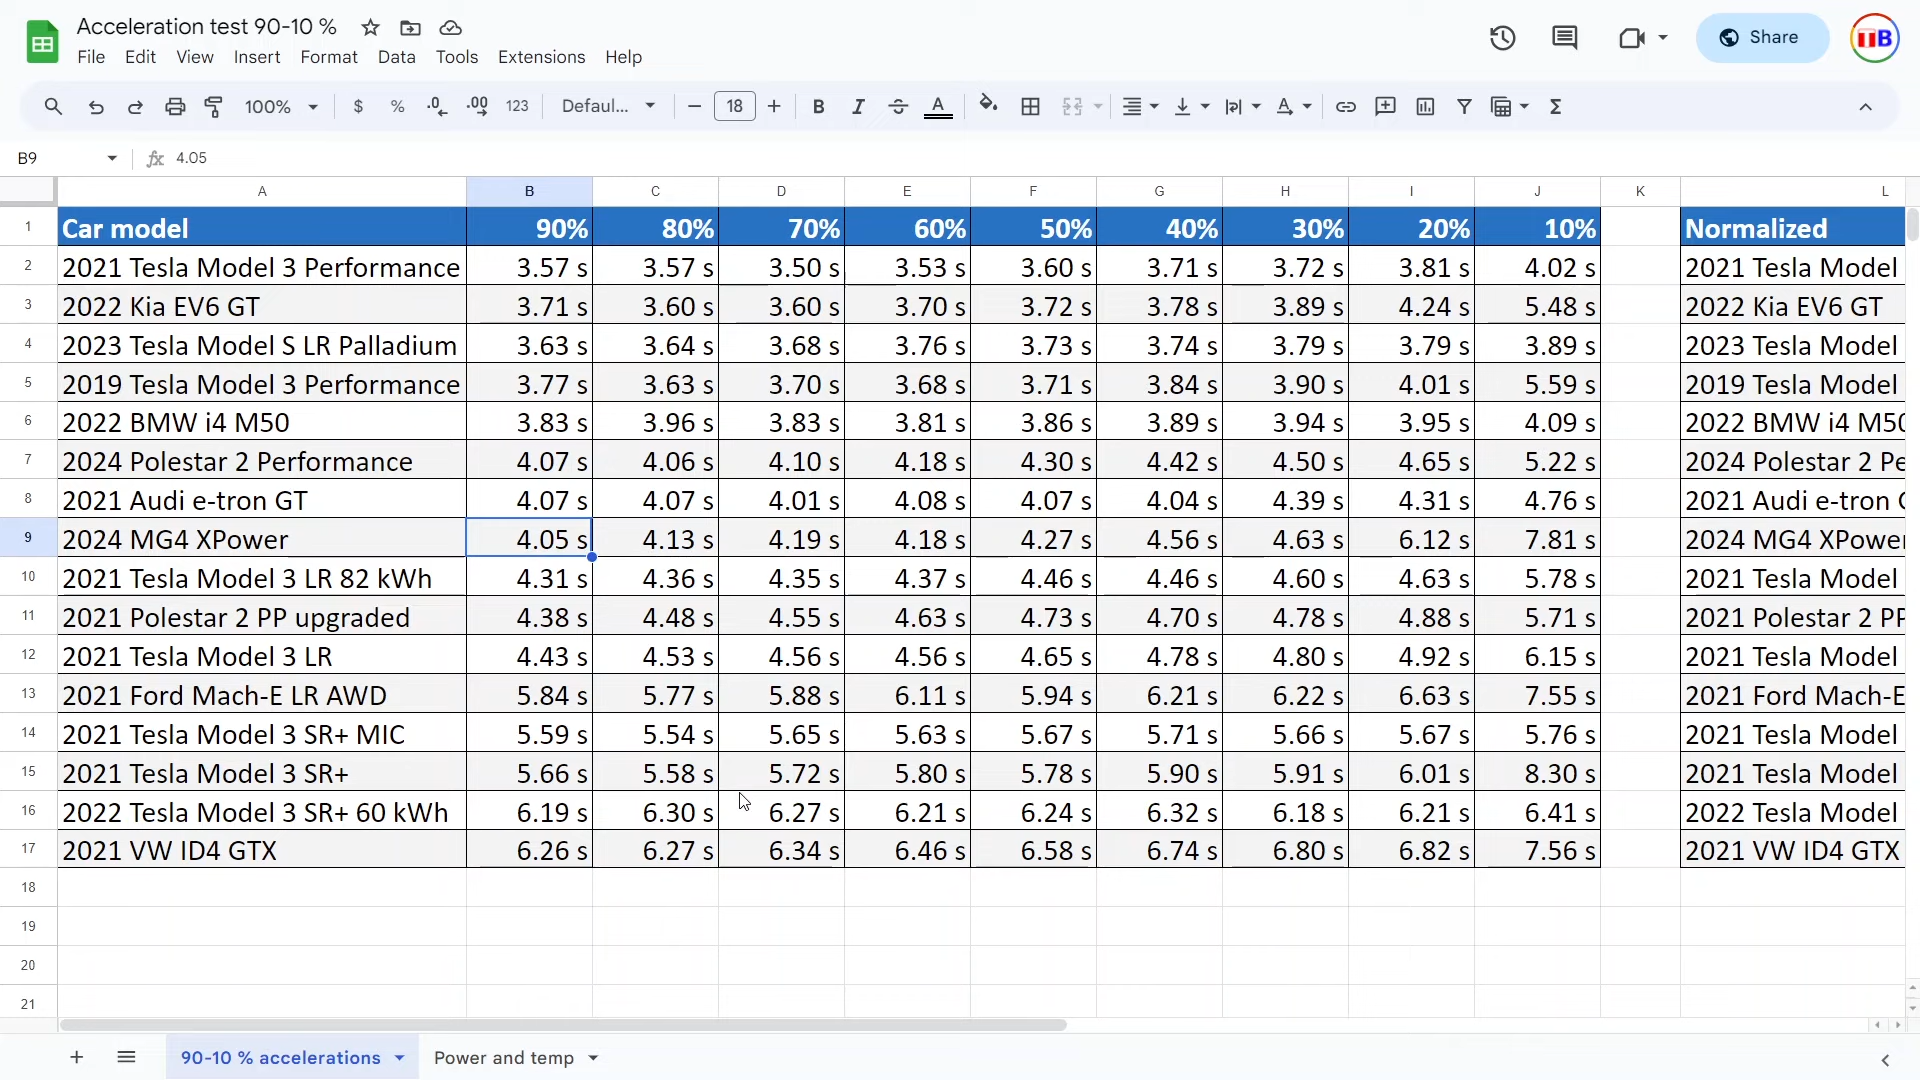 Acceleration test 90-10 %
File Edit View Insert Format Data Tools Extensions Help
Share
TB
100% $ % .0 .00 123 Defaul... 18 B I S A A Σ
B9 fx 4.05
A B C D E F G H I J K L
1 Car model 90% 80% 70% 60% 50% 40% 30% 20% 10% Normalized
2 2021 Tesla Model 3 Performance 3.57 s 3.57 s 3.50 s 3.53 s 3.60 s 3.71 s 3.72 s 3.81 s 4.02 s 2021 Tesla Model
3 2022 Kia EV6 GT 3.71 s 3.60 s 3.60 s 3.70 s 3.72 s 3.78 s 3.89 s 4.24 s 5.48 s 2022 Kia EV6 GT
4 2023 Tesla Model S LR Palladium 3.63 s 3.64 s 3.68 s 3.76 s 3.73 s 3.74 s 3.79 s 3.79 s 3.89 s 2023 Tesla Model
5 2019 Tesla Model 3 Performance 3.77 s 3.63 s 3.70 s 3.68 s 3.71 s 3.84 s 3.90 s 4.01 s 5.59 s 2019 Tesla Model
6 2022 BMW i4 M50 3.83 s 3.96 s 3.83 s 3.81 s 3.86 s 3.89 s 3.94 s 3.95 s 4.09 s 2022 BMW i4 M50
7 2024 Polestar 2 Performance 4.07 s 4.06 s 4.10 s 4.18 s 4.30 s 4.42 s 4.50 s 4.65 s 5.22 s 2024 Polestar 2 Pe
8 2021 Audi e-tron GT 4.07 s 4.07 s 4.01 s 4.08 s 4.07 s 4.04 s 4.39 s 4.31 s 4.76 s 2021 Audi e-tron G
9 2024 MG4 XPower 4.05 s 4.13 s 4.19 s 4.18 s 4.27 s 4.56 s 4.63 s 6.12 s 7.81 s 2024 MG4 XPower
10 2021 Tesla Model 3 LR 82 kWh 4.31 s 4.36 s 4.35 s 4.37 s 4.46 s 4.46 s 4.60 s 4.63 s 5.78 s 2021 Tesla Model
11 2021 Polestar 2 PP upgraded 4.38 s 4.48 s 4.55 s 4.63 s 4.73 s 4.70 s 4.78 s 4.88 s 5.71 s 2021 Polestar 2 PP
12 2021 Tesla Model 3 LR 4.43 s 4.53 s 4.56 s 4.56 s 4.65 s 4.78 s 4.80 s 4.92 s 6.15 s 2021 Tesla Model
13 2021 Ford Mach-E LR AWD 5.84 s 5.77 s 5.88 s 6.11 s 5.94 s 6.21 s 6.22 s 6.63 s 7.55 s 2021 Ford Mach-E
14 2021 Tesla Model 3 SR+ MIC 5.59 s 5.54 s 5.65 s 5.63 s 5.67 s 5.71 s 5.66 s 5.67 s 5.76 s 2021 Tesla Model
15 2021 Tesla Model 3 SR+ 5.66 s 5.58 s 5.72 s 5.80 s 5.78 s 5.90 s 5.91 s 6.01 s 8.30 s 2021 Tesla Model
16 2022 Tesla Model 3 SR+ 60 kWh 6.19 s 6.30 s 6.27 s 6.21 s 6.24 s 6.32 s 6.18 s 6.21 s 6.41 s 2022 Tesla Model
17 2021 VW ID4 GTX 6.26 s 6.27 s 6.34 s 6.46 s 6.58 s 6.74 s 6.80 s 6.82 s 7.56 s 2021 VW ID4 GTX
18
19
20
21
90-10 % accelerations Power and temp